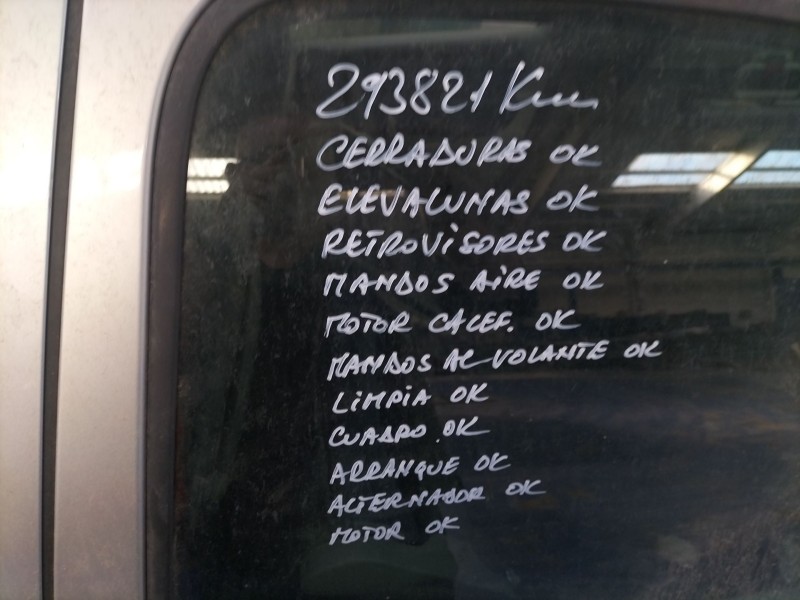 293821 Km
CERRADURAS OK
ELEVALUNAS OK
RETROVISORES OK
MANDOS AIRE OK
MOTOR CALEF. OK
MANDOS AL VOLANTE OK
LIMPIA OK
CUADRO OK
ARRANQUE OK
ALTERNADOR OK
MOTOR OK